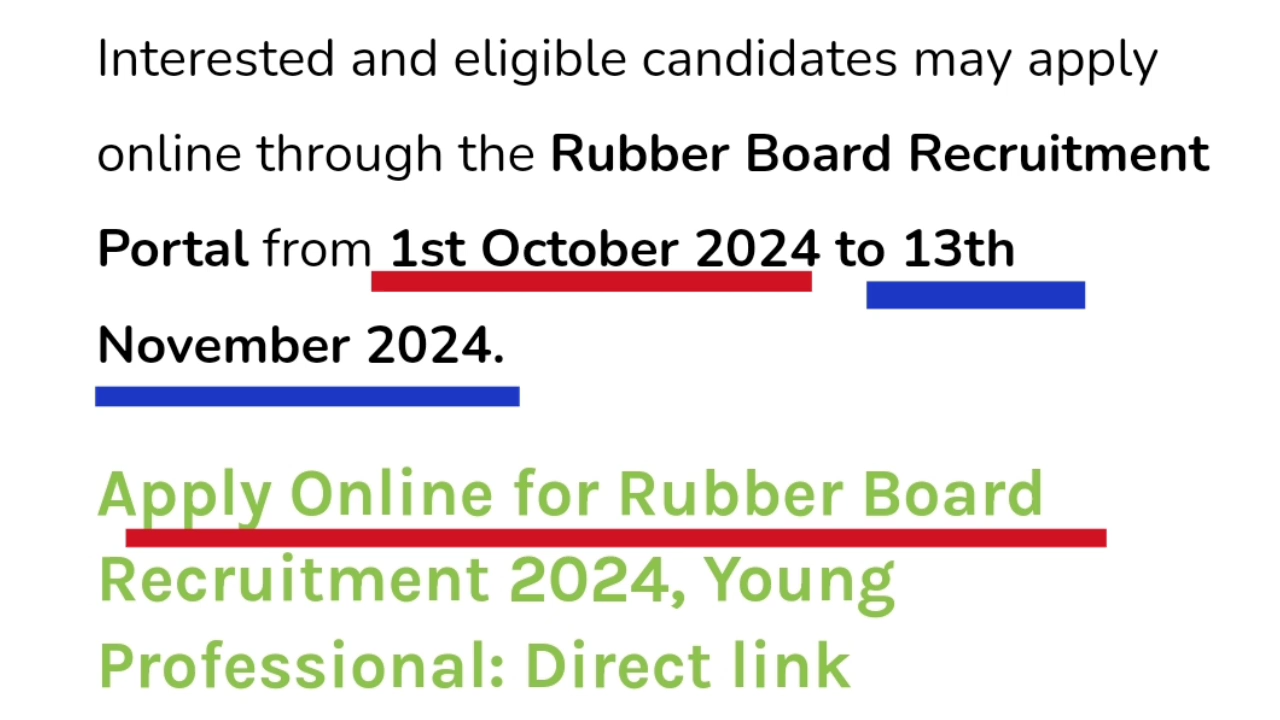 Interested and eligible candidates may apply
online through the Rubber Board Recruitment
Portal from 1st October 2024 to 13th
November 2024.
Apply Online for Rubber Board
Recruitment 2024, Young
Professional: Direct link